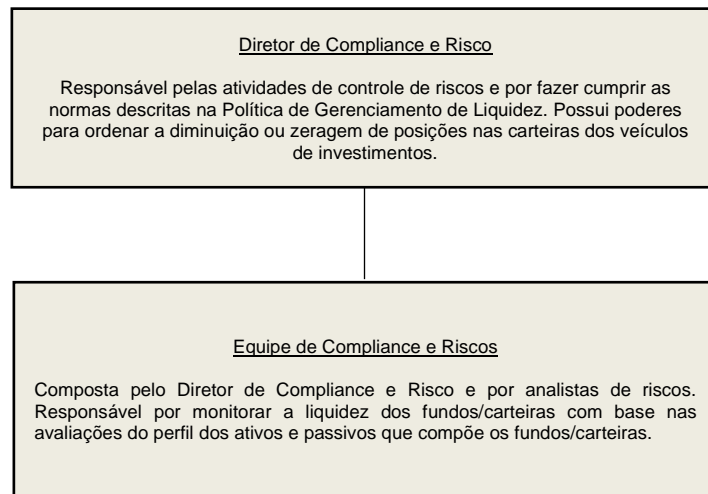 Diretor de Compliance e Risco
Responsável pelas atividades de controle de riscos e por fazer cumprir as
normas descritas na Política de Gerenciamento de Liquidez. Possui poderes
para ordenar a diminuição ou zeragem de posições nas carteiras dos veículos
de investimentos.
Equipe de Compliance e Riscos
Composta pelo Diretor de Compliance e Risco e por analistas de riscos.
Responsável por monitorar a liquidez dos fundos/carteiras com base nas
avaliações do perfil dos ativos e passivos que compõe os fundos/carteiras.